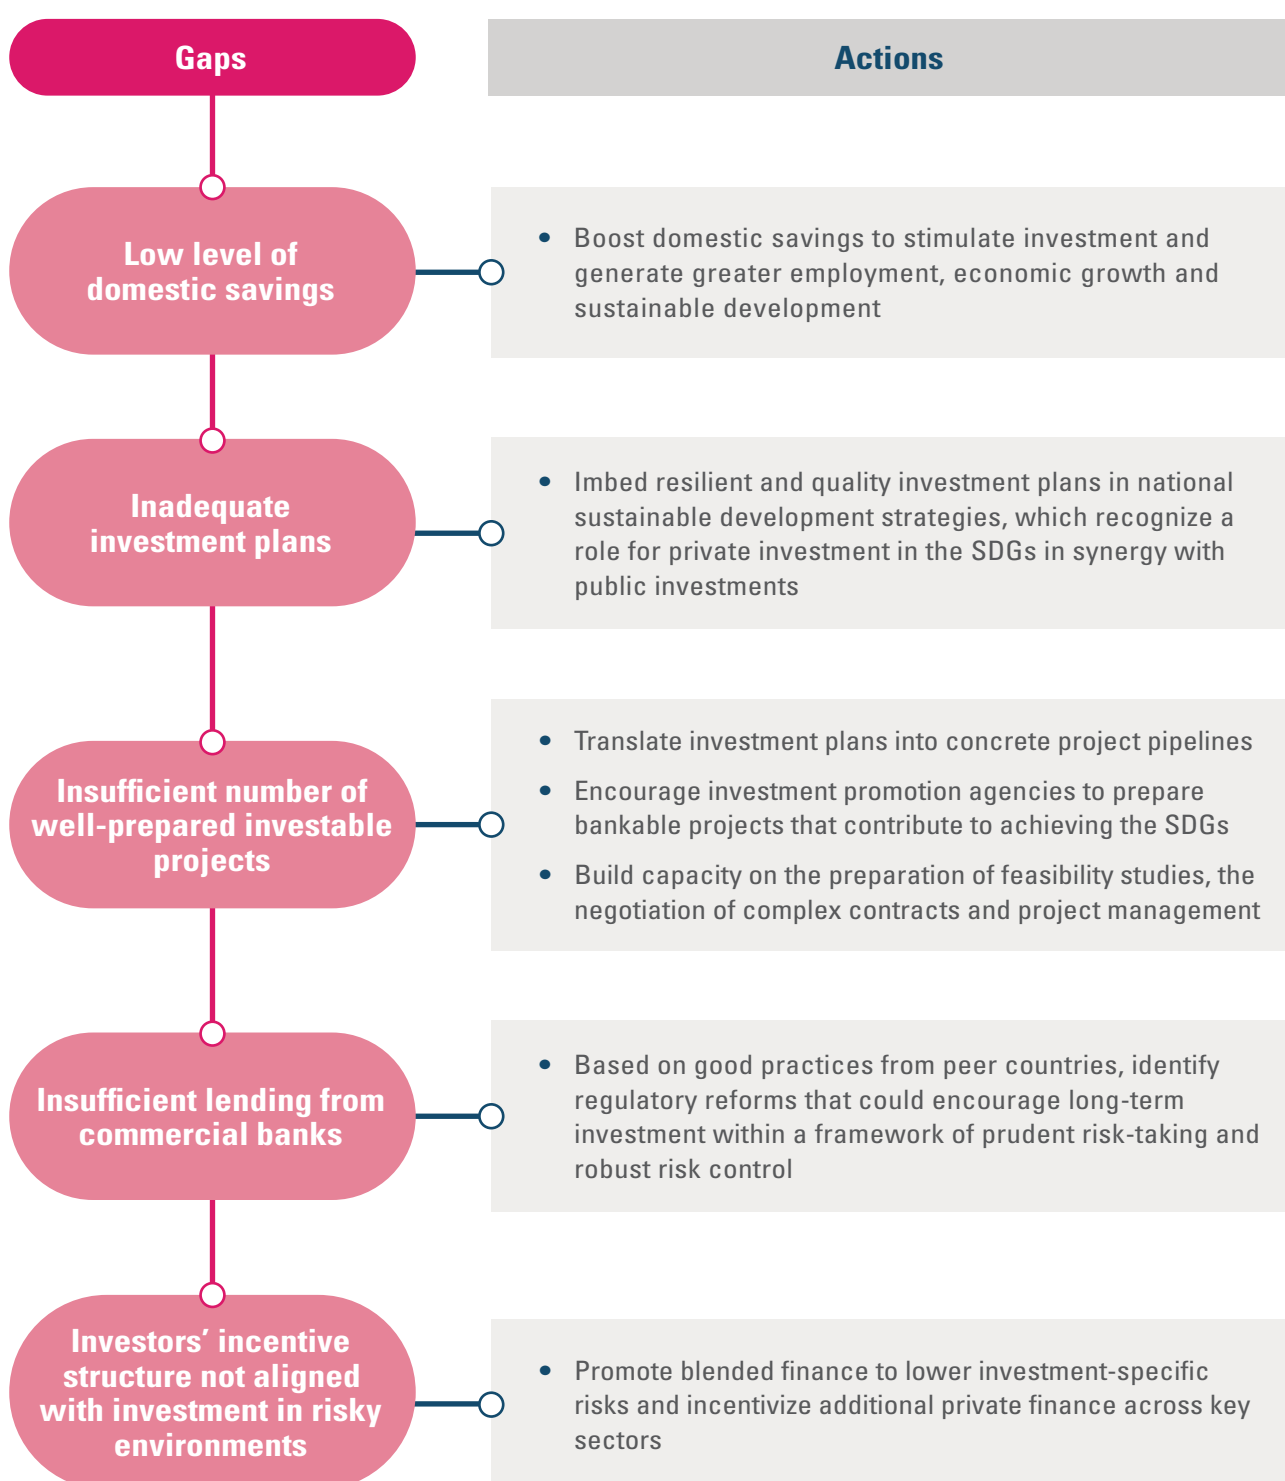 Gaps
Actions
Low level of
domestic savings
• Boost domestic savings to stimulate investment and
generate greater employment, economic growth and
sustainable development
Inadequate
investment plans
• Imbed resilient and quality investment plans in national
sustainable development strategies, which recognize a
role for private investment in the SDGs in synergy with
public investments
Insufficient number of
well-prepared investable
projects
• Translate investment plans into concrete project pipelines
• Encourage investment promotion agencies to prepare
bankable projects that contribute to achieving the SDGs
• Build capacity on the preparation of feasibility studies, the
negotiation of complex contracts and project management
Insufficient lending from
commercial banks
• Based on good practices from peer countries, identify
regulatory reforms that could encourage long-term
investment within a framework of prudent risk-taking and
robust risk control
Investors’ incentive
structure not aligned
with investment in risky
environments
• Promote blended finance to lower investment-specific
risks and incentivize additional private finance across key
sectors